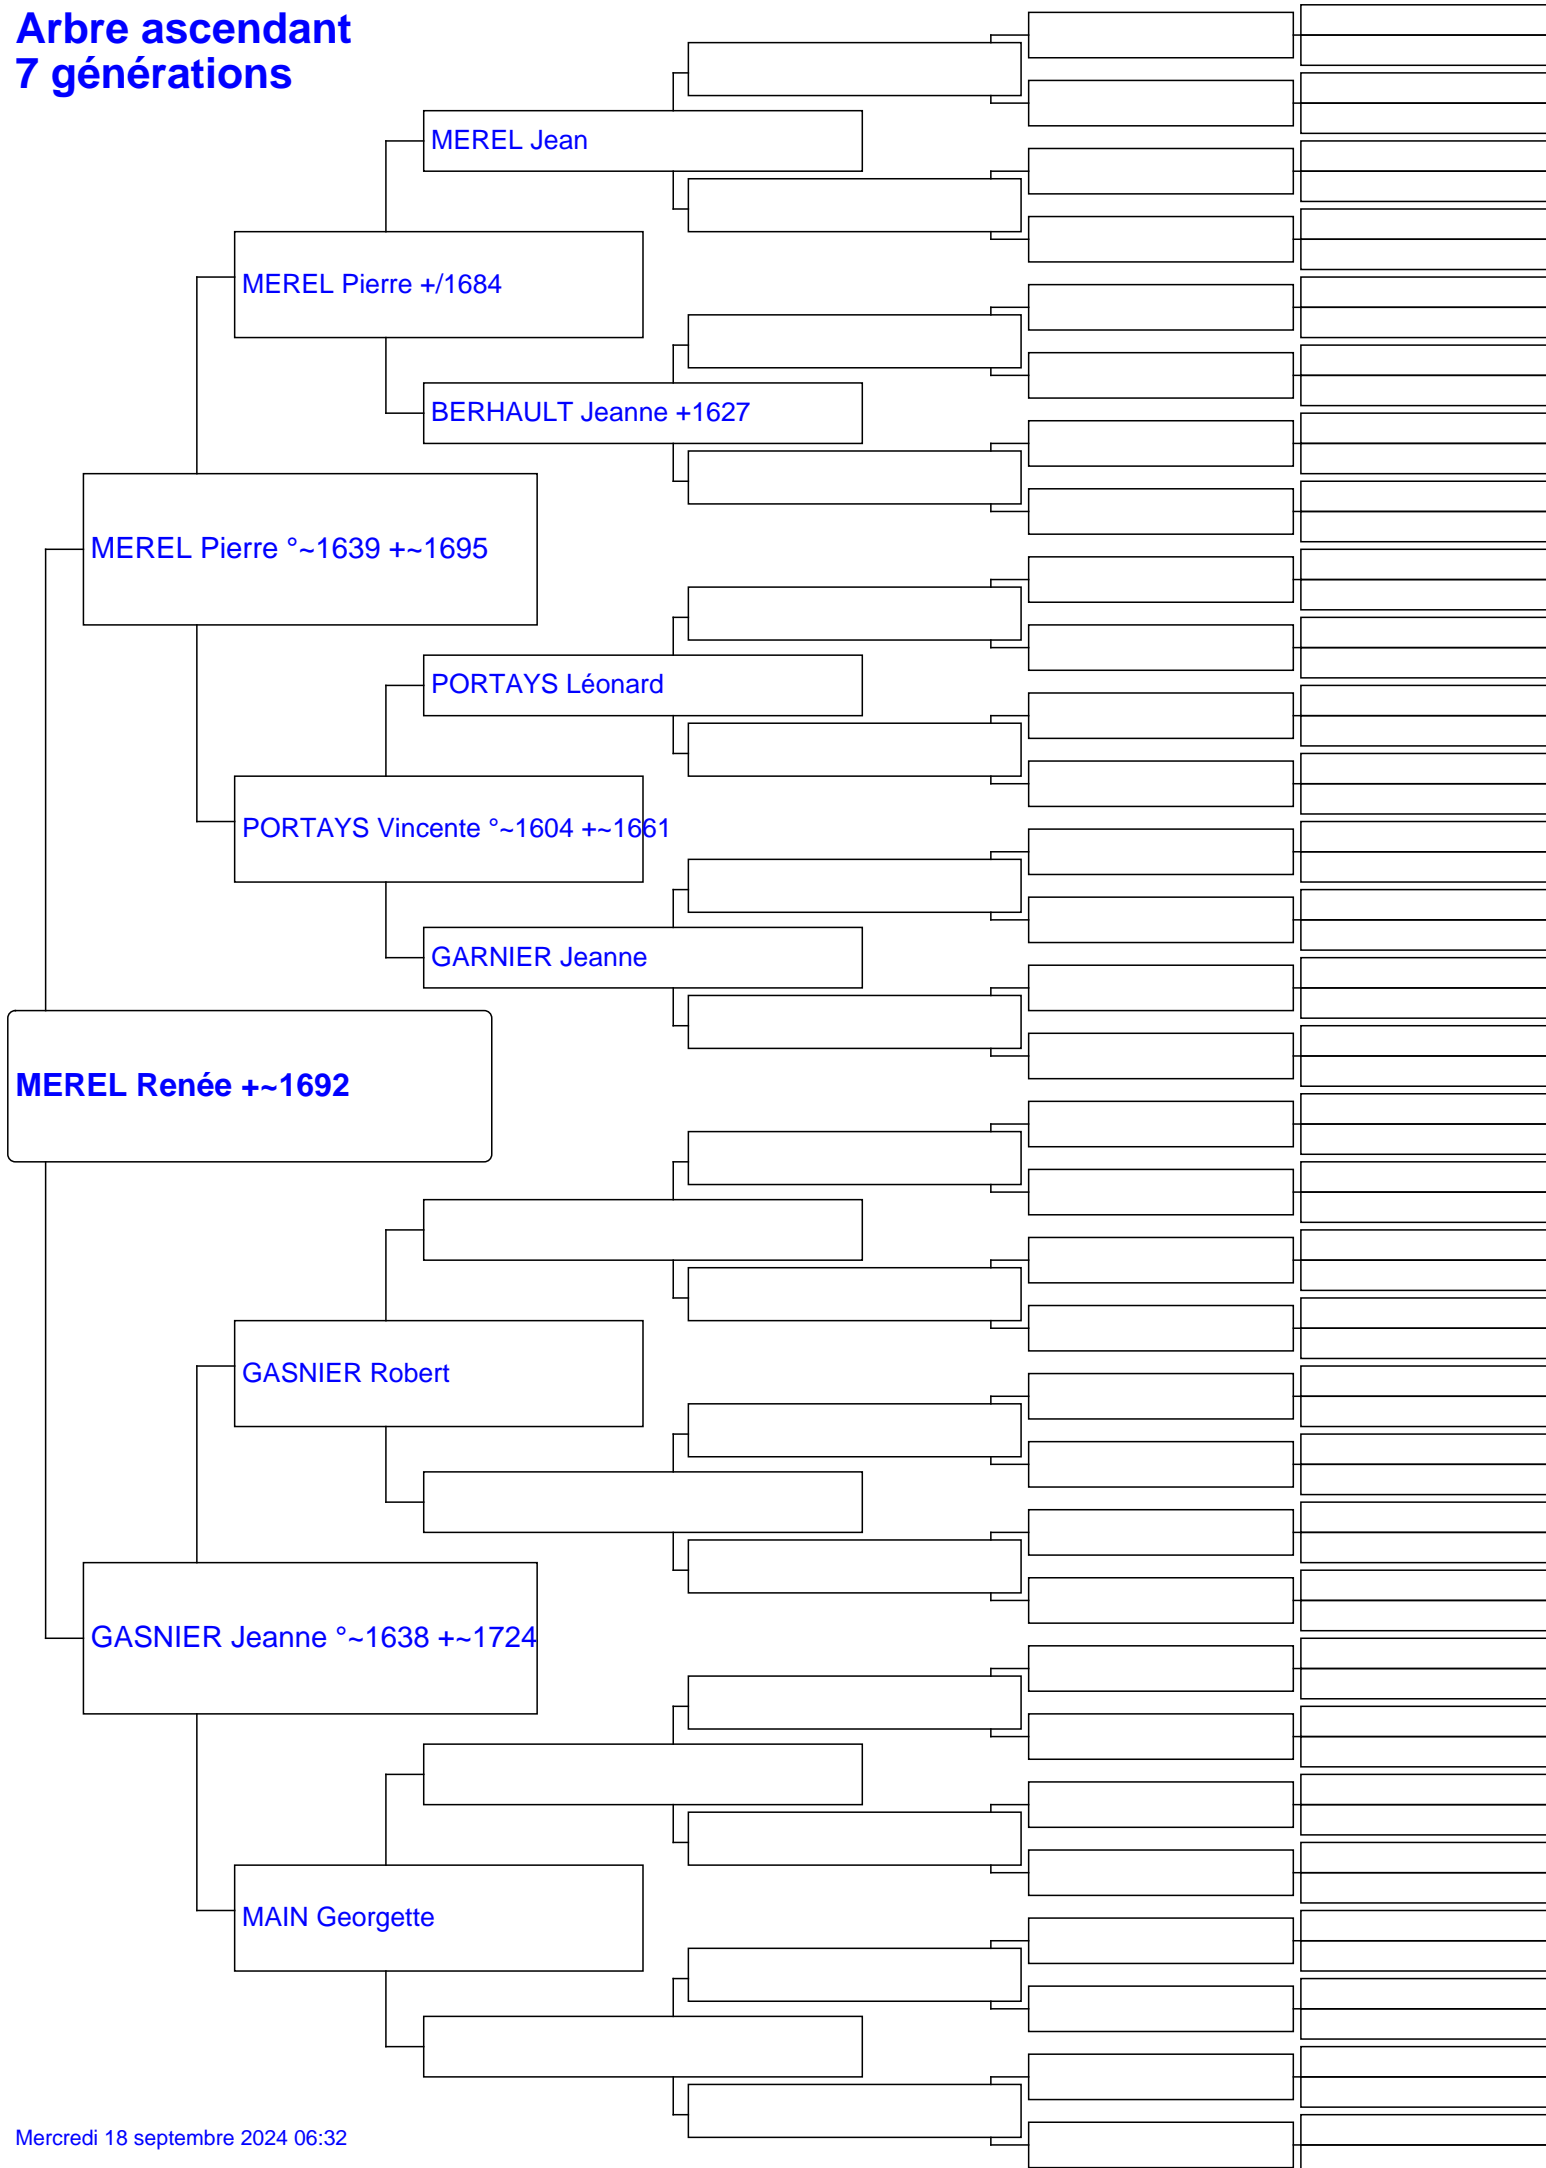 Arbre ascendant
7 générations
MEREL Jean
MEREL Pierre +/1684
BERHAULT Jeanne +1627
MEREL Pierre °~1639 +~1695
PORTAYS Léonard
PORTAYS Vincente °~1604 +~1661
GARNIER Jeanne
MEREL Renée +~1692
GASNIER Robert
GASNIER Jeanne °~1638 +~1724
MAIN Georgette
Mercredi 18 septembre 2024 06:32